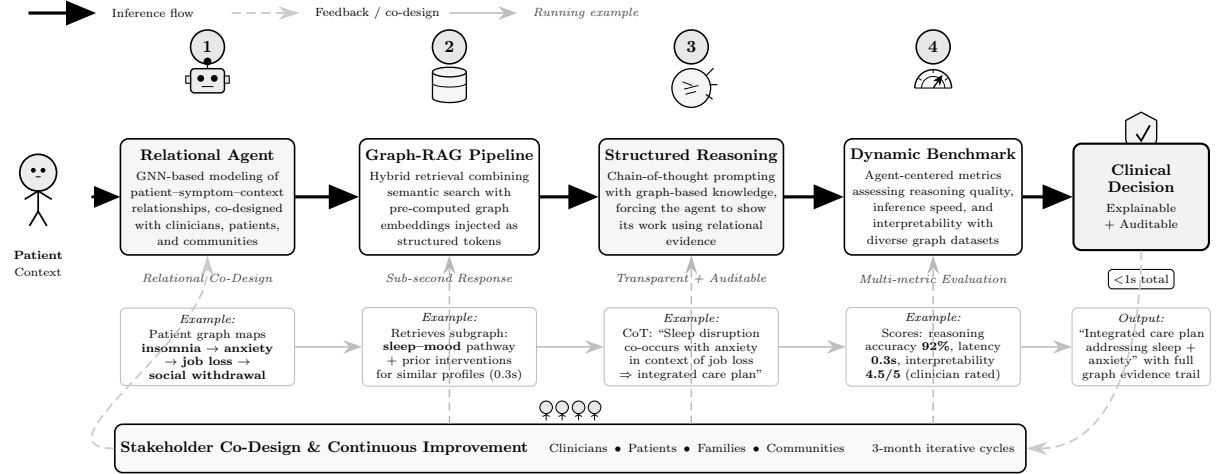 Inference flow
Feedback / co-design
Running example
1
2
3
4
Relational Agent
GNN-based modeling of
patient–symptom–context
relationships, co-designed
with clinicians, patients,
and communities
Graph-RAG Pipeline
Hybrid retrieval combining
semantic search with
pre-computed graph
embeddings injected as
structured tokens
Structured Reasoning
Chain-of-thought prompting
with graph-based knowledge,
forcing the agent to show
its work using relational
evidence
Dynamic Benchmark
Agent-centered metrics
assessing reasoning quality,
inference speed, and
interpretability with
diverse graph datasets
Clinical
Decision
Explainable
+ Auditable
Patient
Context
Relational Co-Design
Sub-second Response
Transparent + Auditable
Multi-metric Evaluation
<1s total
Example:
Patient graph maps
insomnia → anxiety
→ job loss →
social withdrawal
Example:
Retrieves subgraph:
sleep–mood pathway
+ prior interventions
for similar profiles (0.3s)
Example:
CoT: “Sleep disruption
co-occurs with anxiety
in context of job loss
⇒ integrated care plan”
Example:
Scores: reasoning
accuracy 92%, latency
0.3s, interpretability
4.5/5 (clinician rated)
Output:
“Integrated care plan
addressing sleep +
anxiety” with full
graph evidence trail
Stakeholder Co-Design & Continuous Improvement
Clinicians • Patients • Families • Communities
3-month iterative cycles